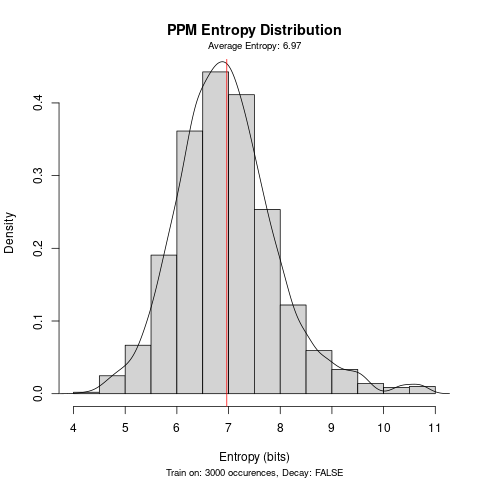 PPM Entropy Distribution
Average Entropy: 6.97
Density
0.4
0.3
0.2
0.1
0.0
4 5 6 7 8 9 10 11
Entropy (bits)
Train on: 3000 occurences, Decay: FALSE